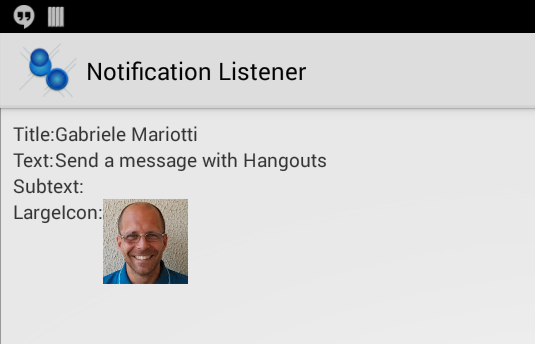 Notification Listener
Title:Gabriele Mariotti
Text:Send a message with Hangouts
Subtext:
LargeIcon: